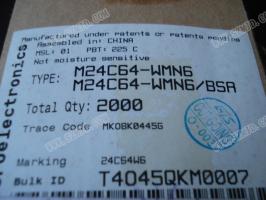 Manufactured under patents or patents pending
Assembled in: CHINA
MSL: 01 PBT: 225 C
Not moisture sensitive
TYPE: M24C64-WMN6
M24C64-WMN6/BSA
Total Qty: 2000
Trace Code MK0BK0445G
Marking 24C64W6
Bulk ID T4045QKM0007
oelectronics